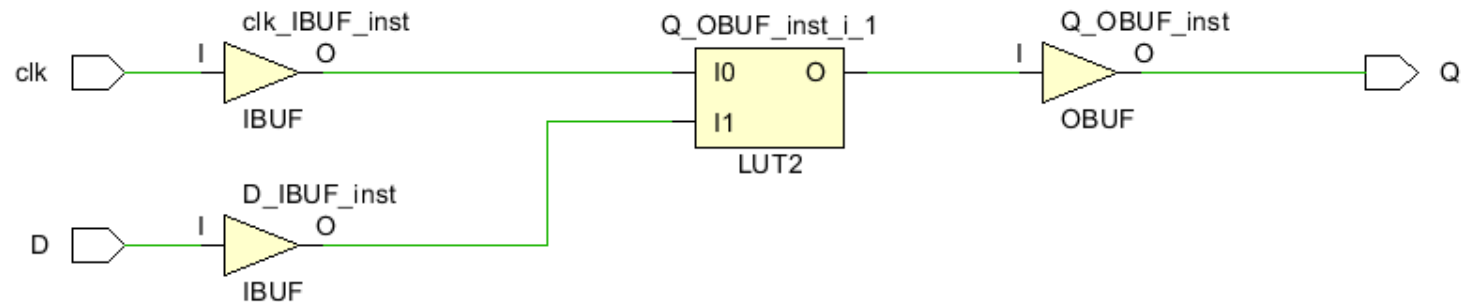 clk_IBUF_inst
Q_OBUF_inst_i_1
Q_OBUF_inst
I
O
I
O
clk
I0
O
Q
IBUF
I1
OBUF
LUT2
D_IBUF_inst
I
O
D
IBUF